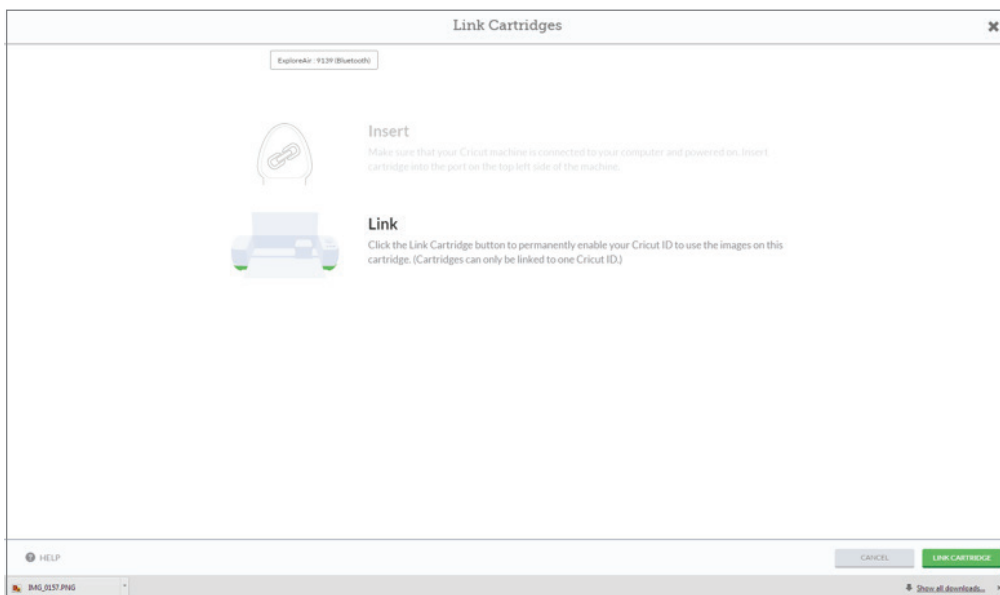 Link Cartridges
ExploreAir : 9139 (Bluetooth)
Insert
Make sure that your Cricut machine is connected to your computer and powered on. Insert
cartridge into the port on the top left side of the machine.
Link
Click the Link Cartridge button to permanently enable your Cricut ID to use the images on this
cartridge. (Cartridges can only be linked to one Cricut ID.)
HELP
CANCEL
LINK CARTRIDGE
IMG_0157.PNG
Show all downloads...